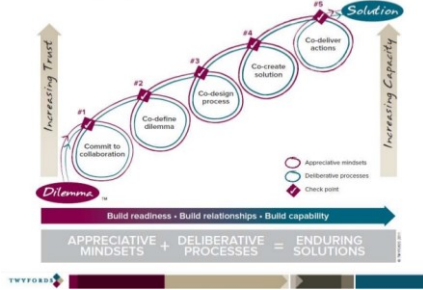 #5
Solution
#4
Co-deliver
actions
#3
Co-create
solution
#2
Co-design
process
#1
Co-define
dilemma
Commit to
collaboration
Increasing Trust
Increasing Capacity
Appreciative mindsets
Deliberative processes
Check point
Dilemma
TM
Build readiness • Build relationships • Build capability
APPRECIATIVE MINDSETS + DELIBERATIVE PROCESSES = ENDURING SOLUTIONS
TWYFORDS